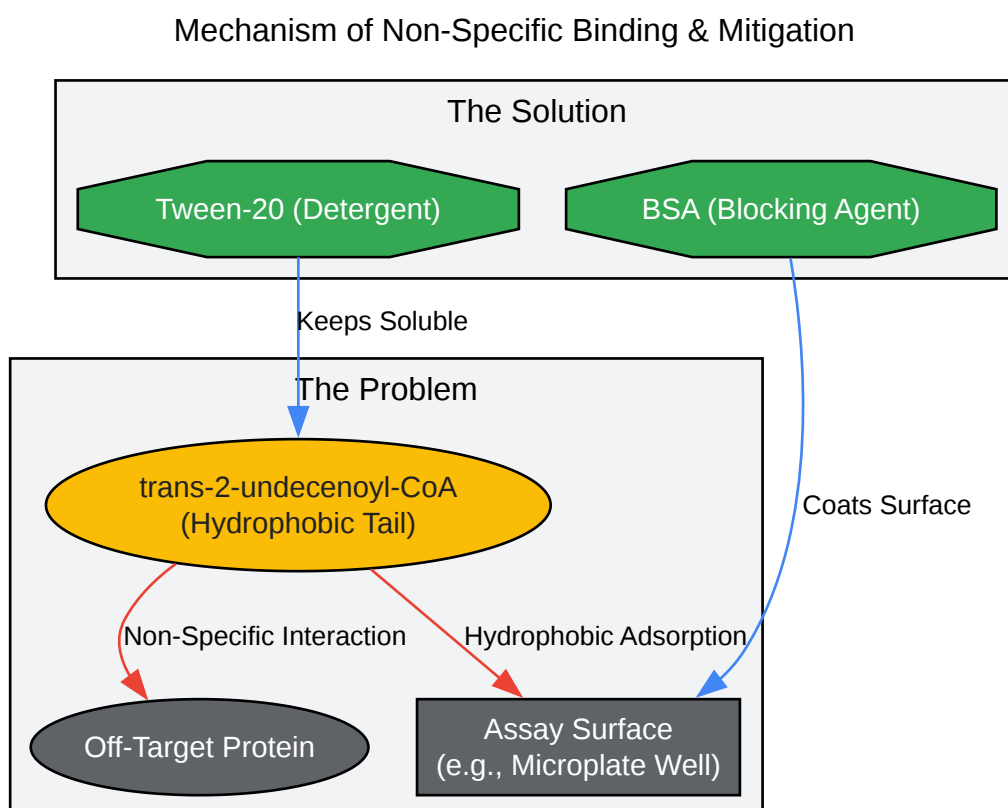 Mechanism of Non-Specific Binding & Mitigation
The Solution
Tween-20 (Detergent)
BSA (Blocking Agent)
Keeps Soluble
The Problem
trans-2-undecenoyl-CoA
(Hydrophobic Tail)
Coats Surface
Non-Specific Interaction
Hydrophobic Adsorption
Off-Target Protein
Assay Surface
(e.g., Microplate Well)